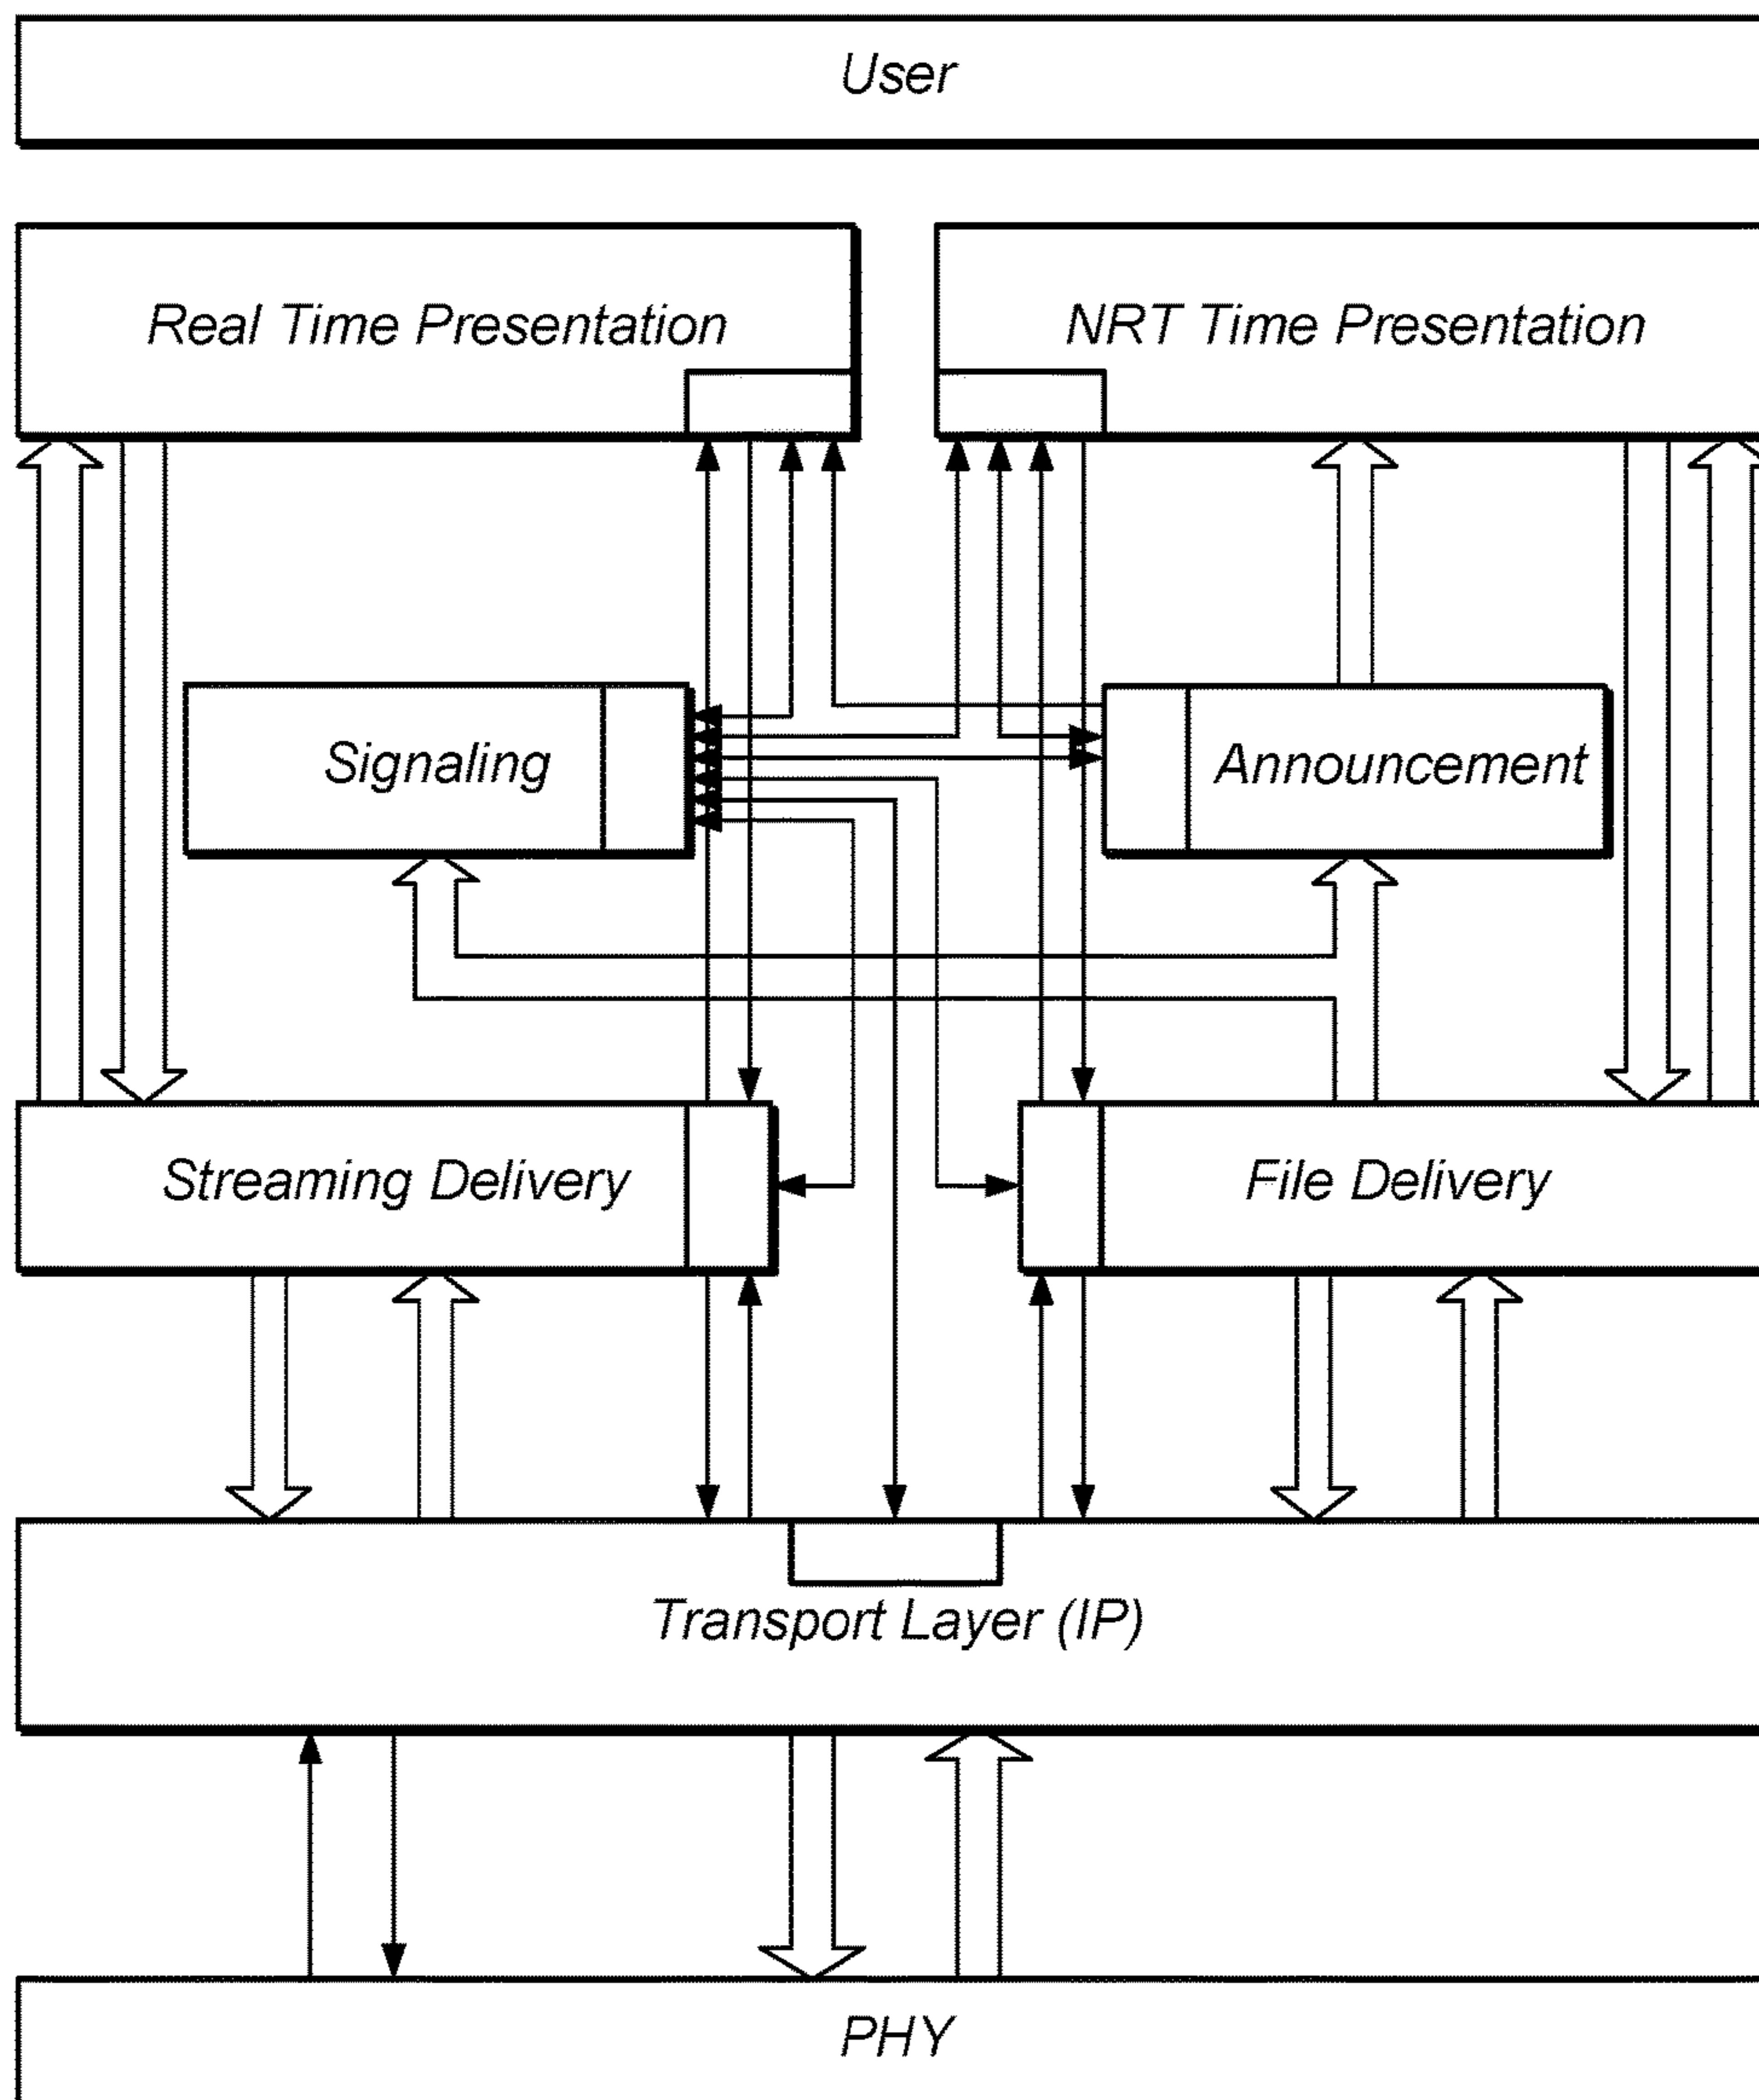 User
Real Time Presentation
NRT Time Presentation
Signaling
Announcement
Streaming Delivery
File Delivery
Transport Layer (IP)
PHY